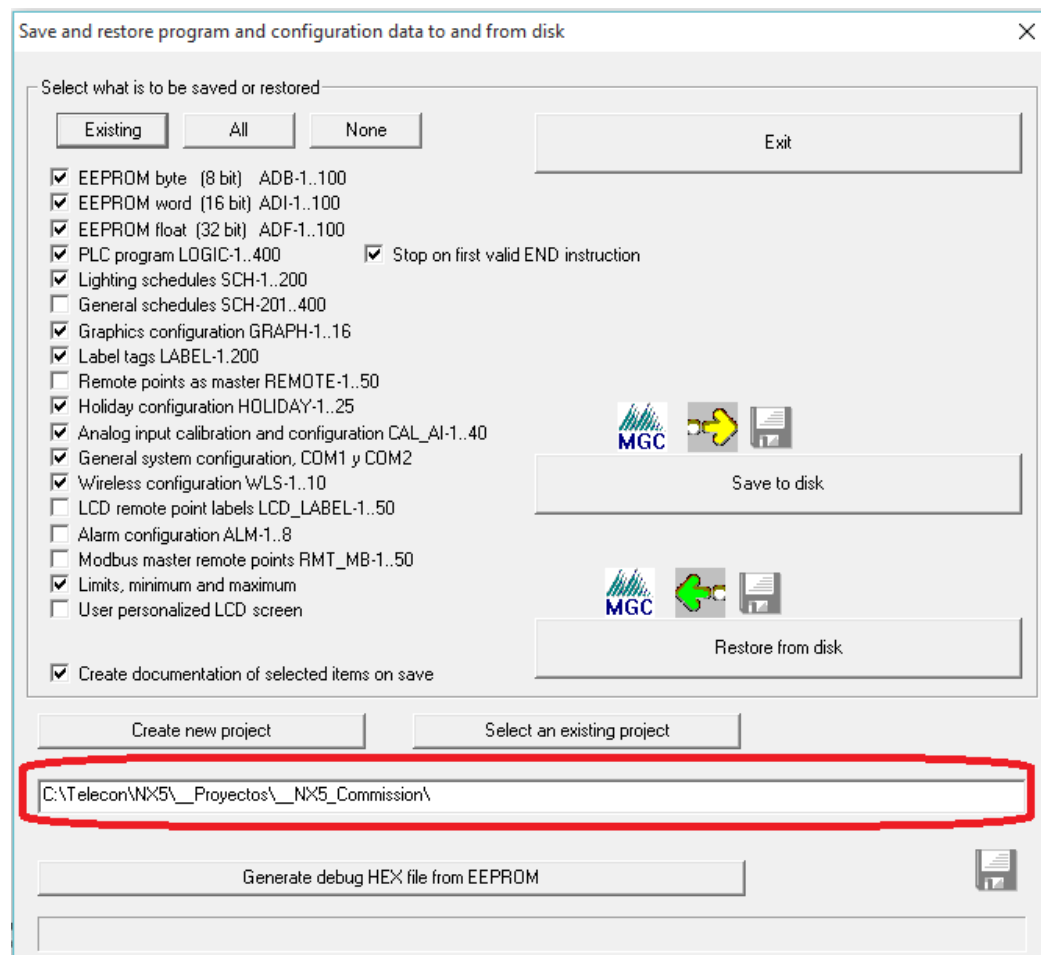 Save and restore program and configuration data to and from disk
Select what is to be saved or restored
Existing All None
Exit
EEPROM byte (8 bit) ADB-1..100
EEPROM word (16 bit) ADI-1..100
EEPROM float (32 bit) ADF-1..100
PLC program LOGIC-1..400 Stop on first valid END instruction
Lighting schedules SCH-1..200
General schedules SCH-201..400
Graphics configuration GRAPH-1..16
Label tags LABEL-1.200
Remote points as master REMOTE-1..50
Holiday configuration HOLIDAY-1..25
Analog input calibration and configuration CAL_AI-1..40
MGC
General system configuration, COM1 y COM2
Wireless configuration WLS-1..10
Save to disk
LCD remote point labels LCD_LABEL-1..50
Alarm configuration ALM-1..8
Modbus master remote points RMT_MB-1..50
Limits, minimum and maximum
MGC
User personalized LCD screen
Restore from disk
Create documentation of selected items on save
Create new project Select an existing project
C:\Telecon\NX5\__Proyectos\__NX5_Commission\
Generate debug HEX file from EEPROM